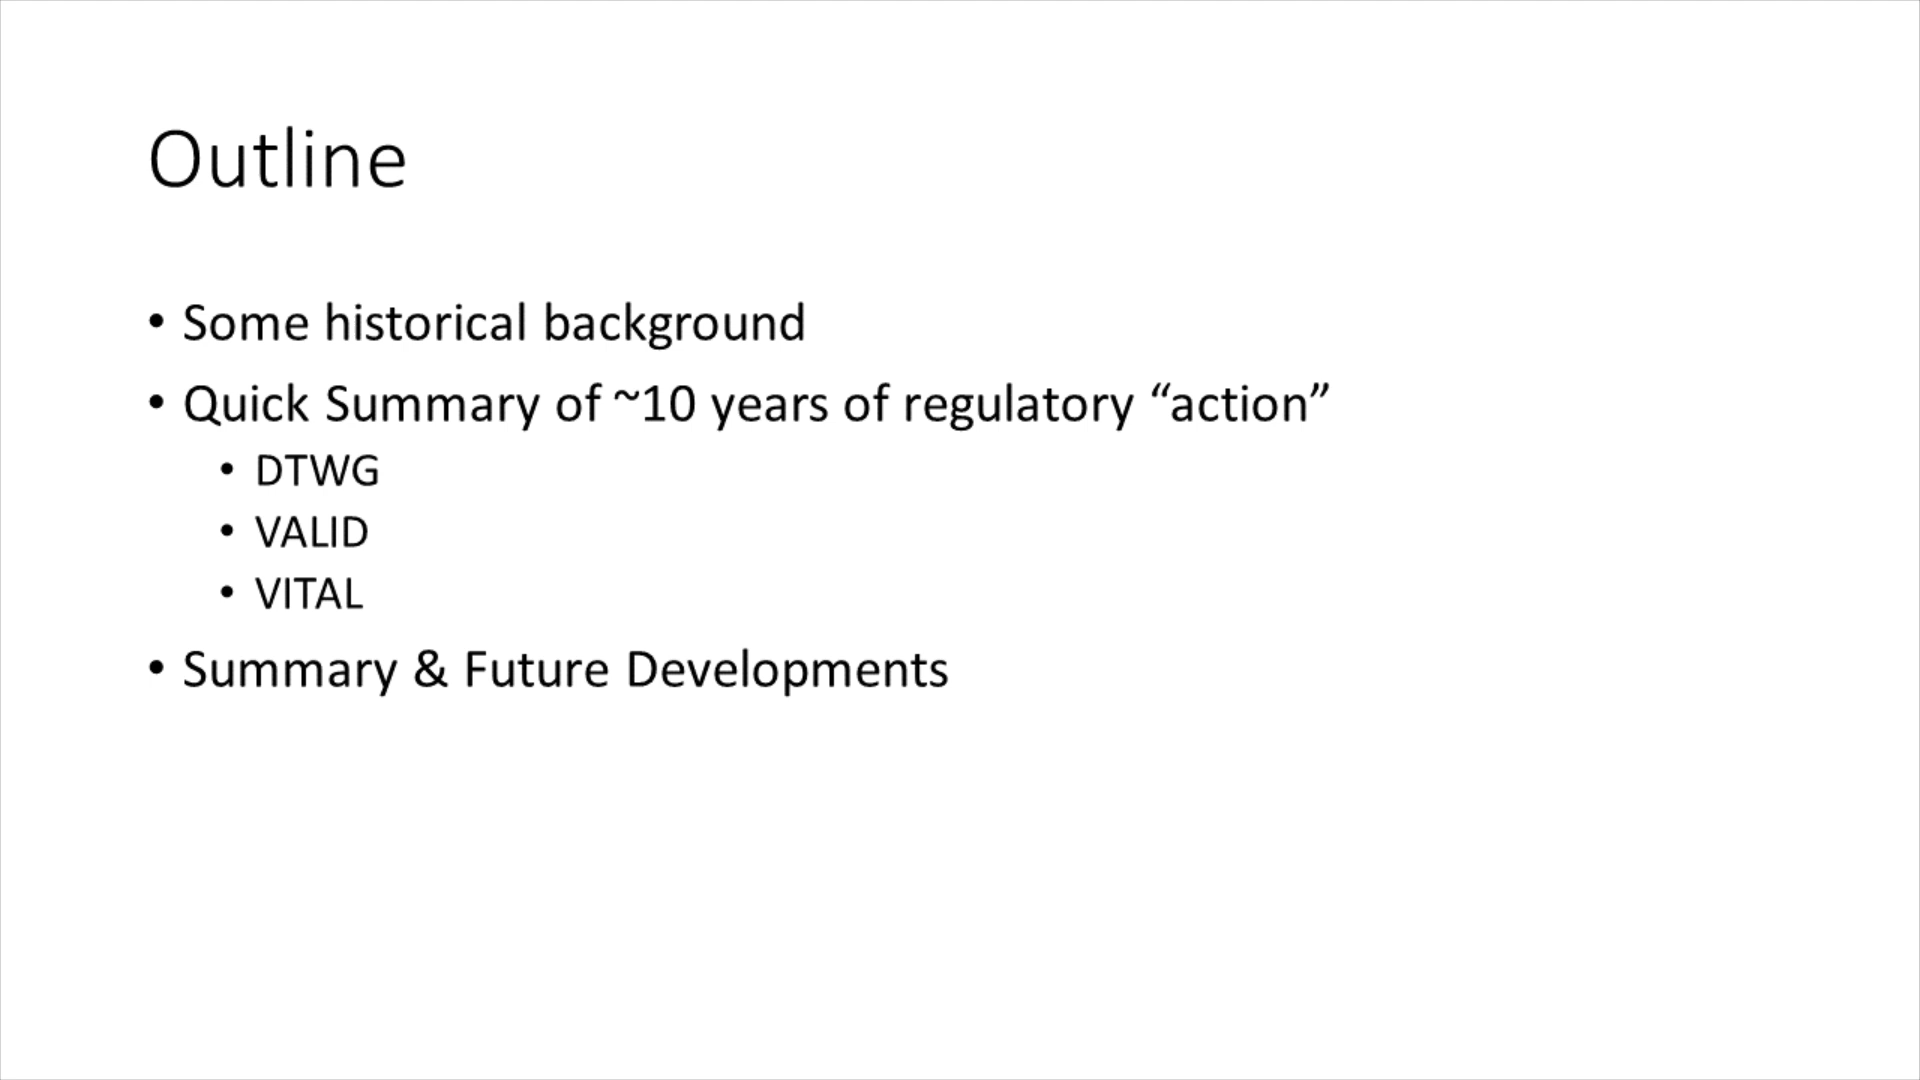 Outline
• Some historical background
• Quick Summary of ~10 years of regulatory “action”
• DTWG
• VALID
• VITAL
• Summary & Future Developments